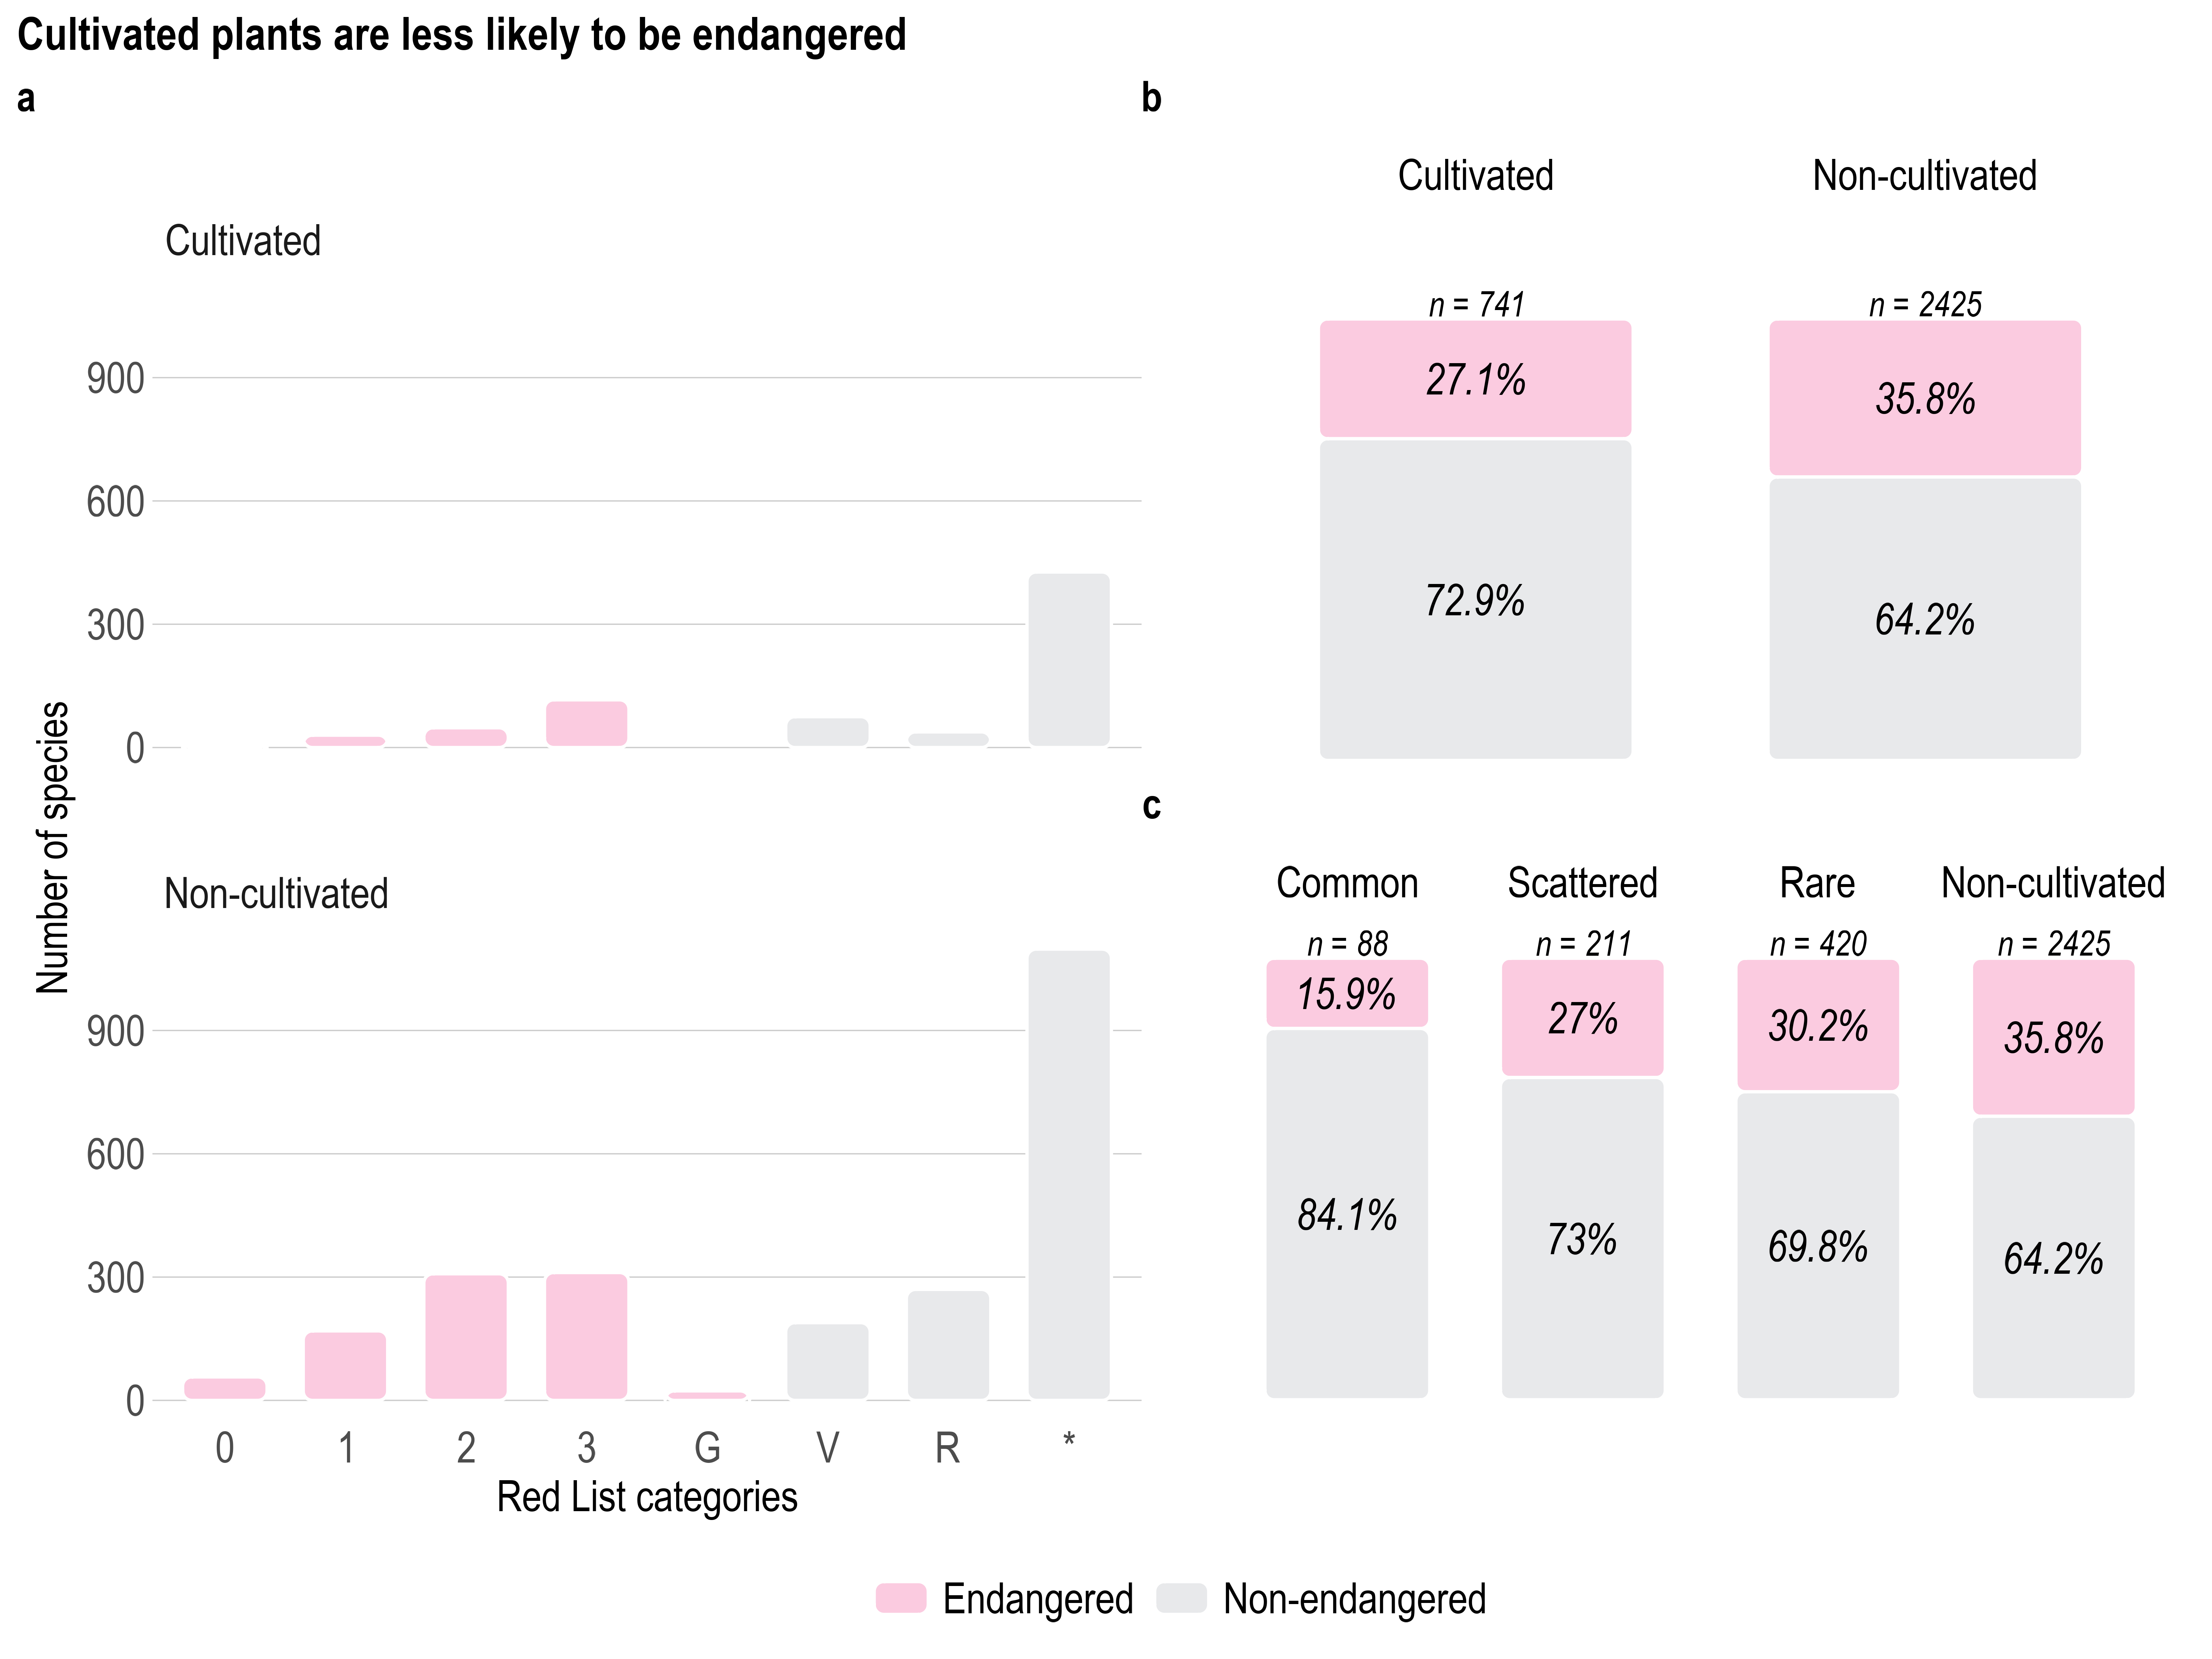 Cultivated plants are less likely to be endangered
a
Cultivated
900
600
300
0
Number of species
Non-cultivated
900
600
300
0
0 1 2 3 G V R *
Red List categories
b
Cultivated Non-cultivated
n = 741 n = 2425
27.1% 35.8%
72.9% 64.2%
c
Common Scattered Rare Non-cultivated
n = 88 n = 211 n = 420 n = 2425
15.9% 27% 30.2% 35.8%
84.1% 73% 69.8% 64.2%
Endangered Non-endangered